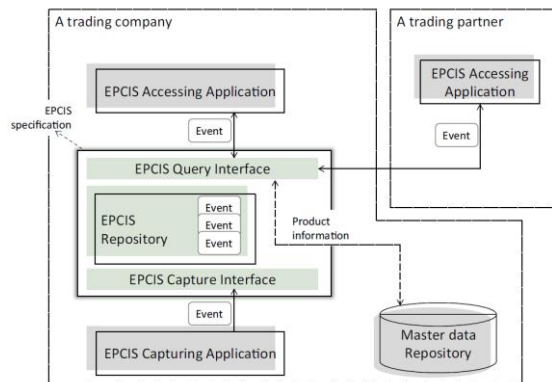 A trading company
A trading partner
EPCIS Accessing Application
EPCIS Accessing
Application
EPCIS
specification
Event
Event
EPCIS Query Interface
EPCIS
Repository
Event
Event
Event
Product
information
EPCIS Capture Interface
Event
EPCIS Capturing Application
Master data
Repository